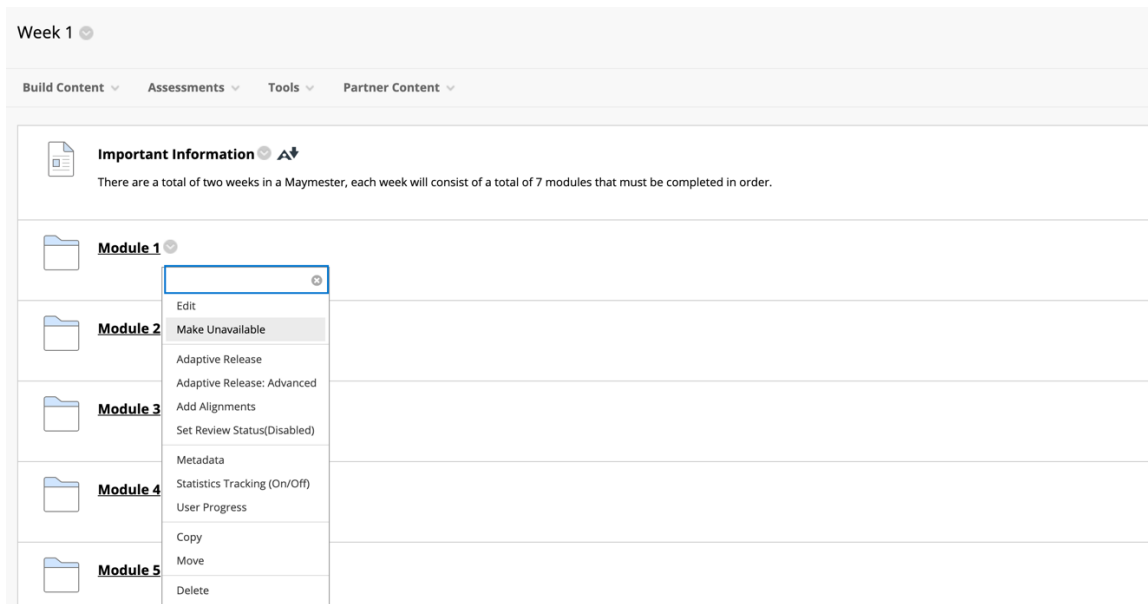 Week 1
Build Content Assessments Tools Partner Content
Important Information
There are a total of two weeks in a Maymester, each week will consist of a total of 7 modules that must be completed in order.
Module 1
Edit
Module 2
Make Unavailable
Adaptive Release
Adaptive Release: Advanced
Module 3
Add Alignments
Set Review Status(Disabled)
Metadata
Statistics Tracking (On/Off)
Module 4
User Progress
Copy
Move
Module 5
Delete